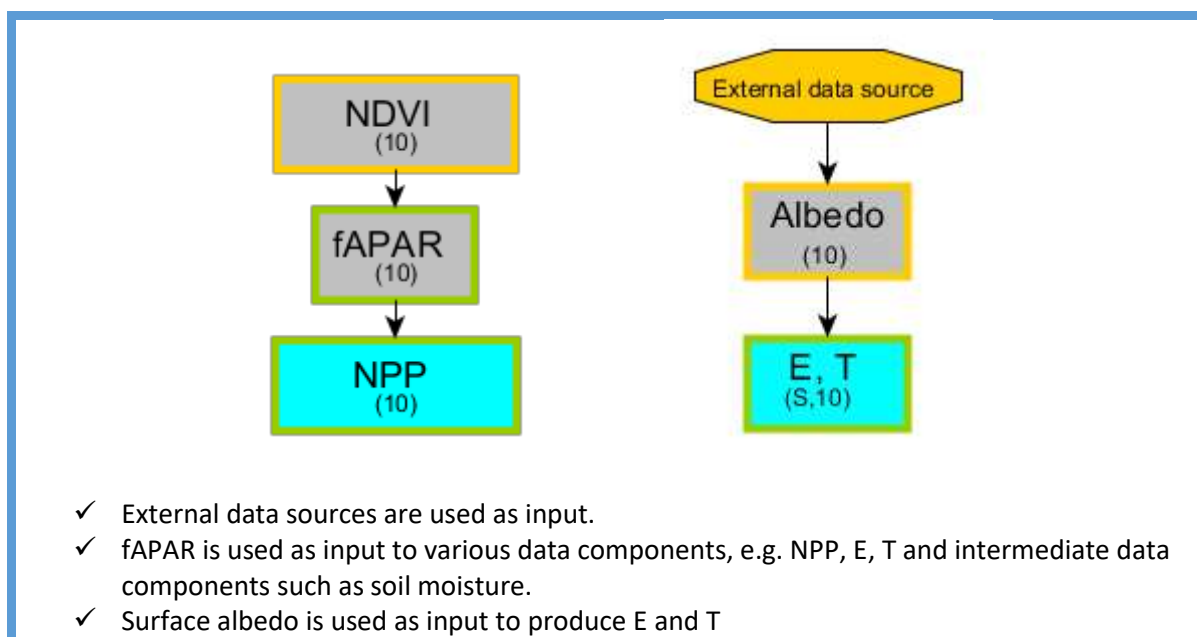 NDVI
(10)
fAPAR
(10)
NPP
(10)
External data source
Albedo
(10)
E, T
(S,10)
✓ External data sources are used as input.
✓ fAPAR is used as input to various data components, e.g. NPP, E, T and intermediate data
components such as soil moisture.
✓ Surface albedo is used as input to produce E and T